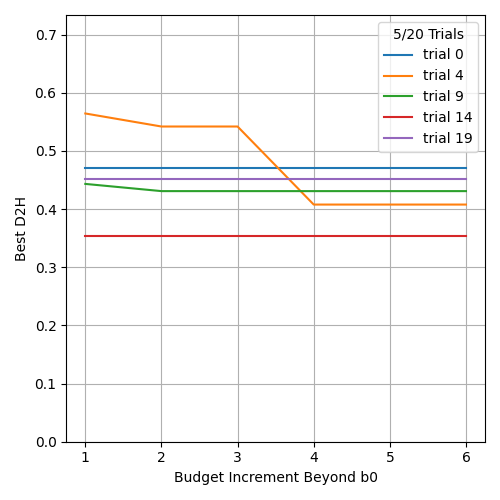 5/20 Trials
trial 0
trial 4
trial 9
trial 14
trial 19
0.7
0.6
0.5
0.4
0.3
0.2
0.1
0.0
Best D2H
1 2 3 4 5 6
Budget Increment Beyond b0